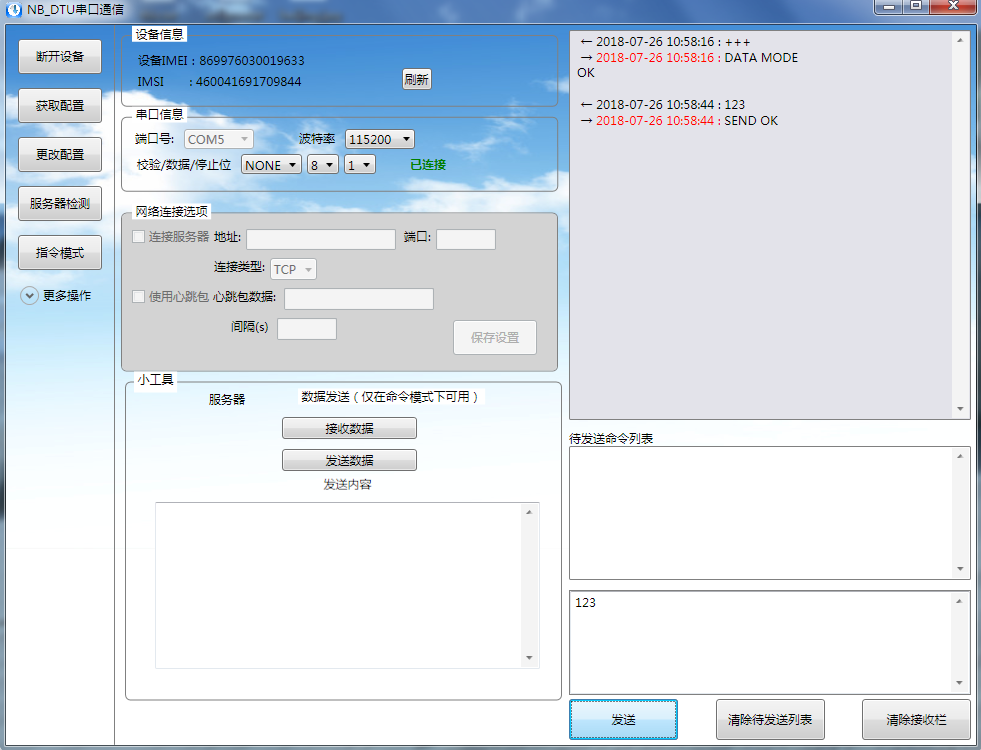 NB_DTU串口通信
断开设备
获取配置
更改配置
服务器检测
指令模式
更多操作
设备信息
设备IMEI：869976030019633
IMSI ：460041691709844
刷新
串口信息
端口号: COM5 波特率 115200
校验/数据/停止位 NONE 8 1 已连接
网络连接选项
连接服务器 地址: 端口:
连接类型: TCP
使用心跳包 心跳包数据:
间隔(s)
保存设置
小工具
服务器 数据发送（仅在命令模式下可用）
接收数据
发送数据
发送内容
← 2018-07-26 10:58:16 : +++
→ 2018-07-26 10:58:16 : DATA MODE
OK
← 2018-07-26 10:58:44 : 123
→ 2018-07-26 10:58:44 : SEND OK
待发送命令列表
123
发送 清除待发送列表 清除接收栏